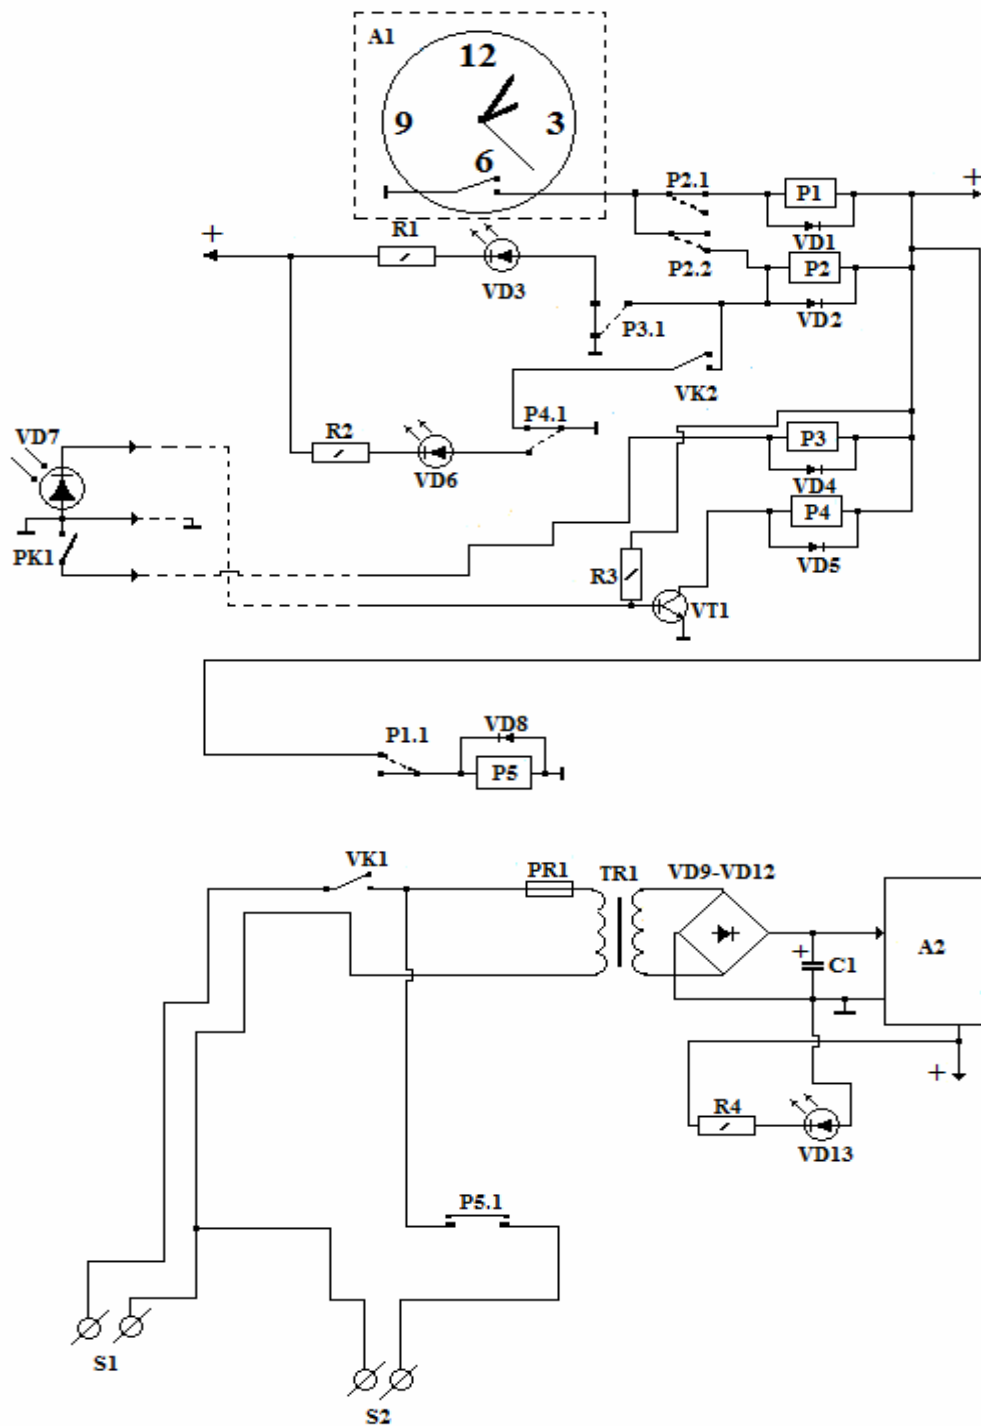 A1
12
9
3
6
P2.1
P1
+
VD1
R1
+
VD3
P2.2
P2
VD2
P3.1
VK2
P4.1
R2
VD6
VD7
P3
VD4
P4
VD5
PK1
R3
VT1
VD8
P1.1
P5
VK1
PR1
TR1
VD9-VD12
+
C1
A2
+
R4
VD13
P5.1
S1
S2